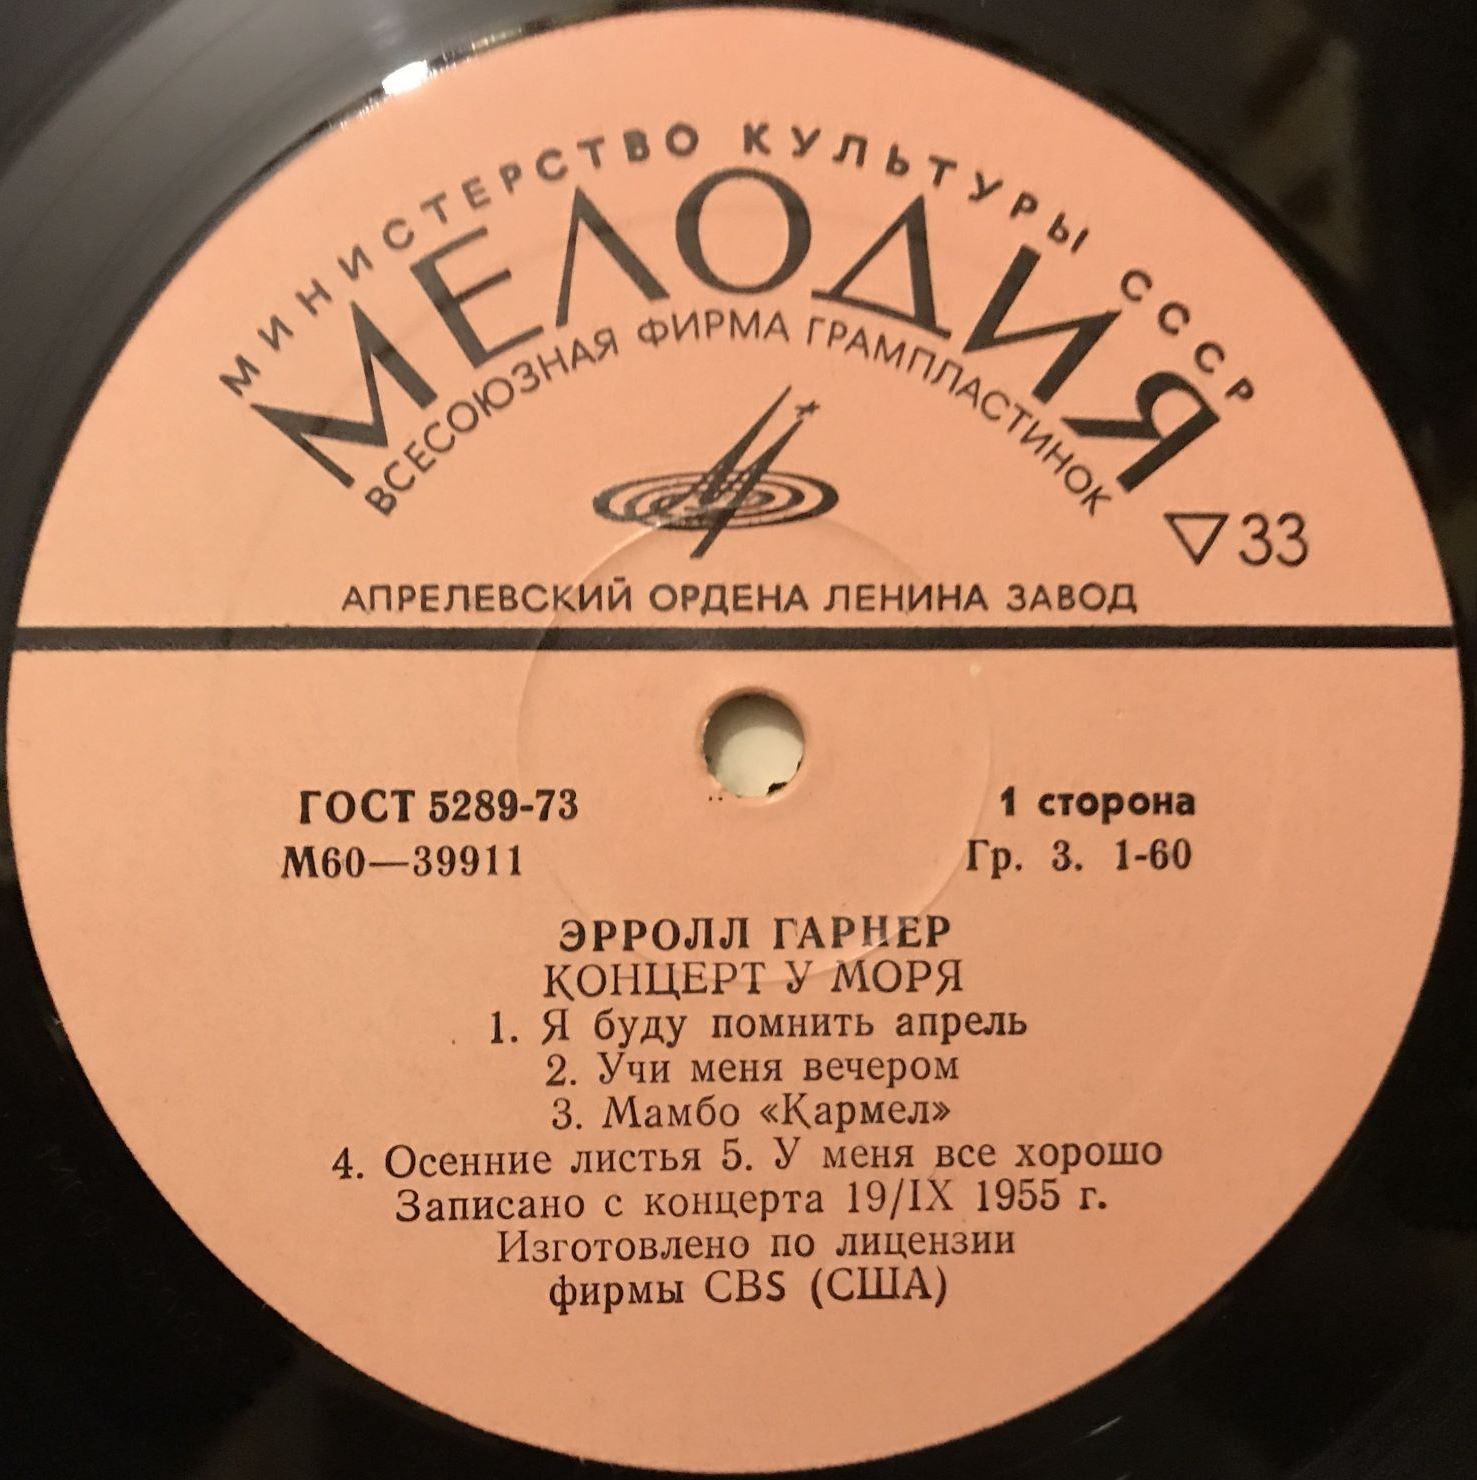 МИНИСТЕРСТВО КУЛЬТУРЫ СССР
МЕЛОДИЯ
ВСЕСОЮЗНАЯ ФИРМА ГРАМПЛАСТИНОК
▽33
АПРЕЛЕВСКИЙ ОРДЕНА ЛЕНИНА ЗАВОД
ГОСТ 5289-73
1 сторона
М60—39911
Гр. 3. 1-60
ЭРРОЛЛ ГАРНЕР
КОНЦЕРТ У МОРЯ
1. Я буду помнить апрель
2. Учи меня вечером
3. Мамбо «Кармел»
4. Осенние листья 5. У меня все хорошо
Записано с концерта 19/IX 1955 г.
Изготовлено по лицензии
фирмы CBS (США)